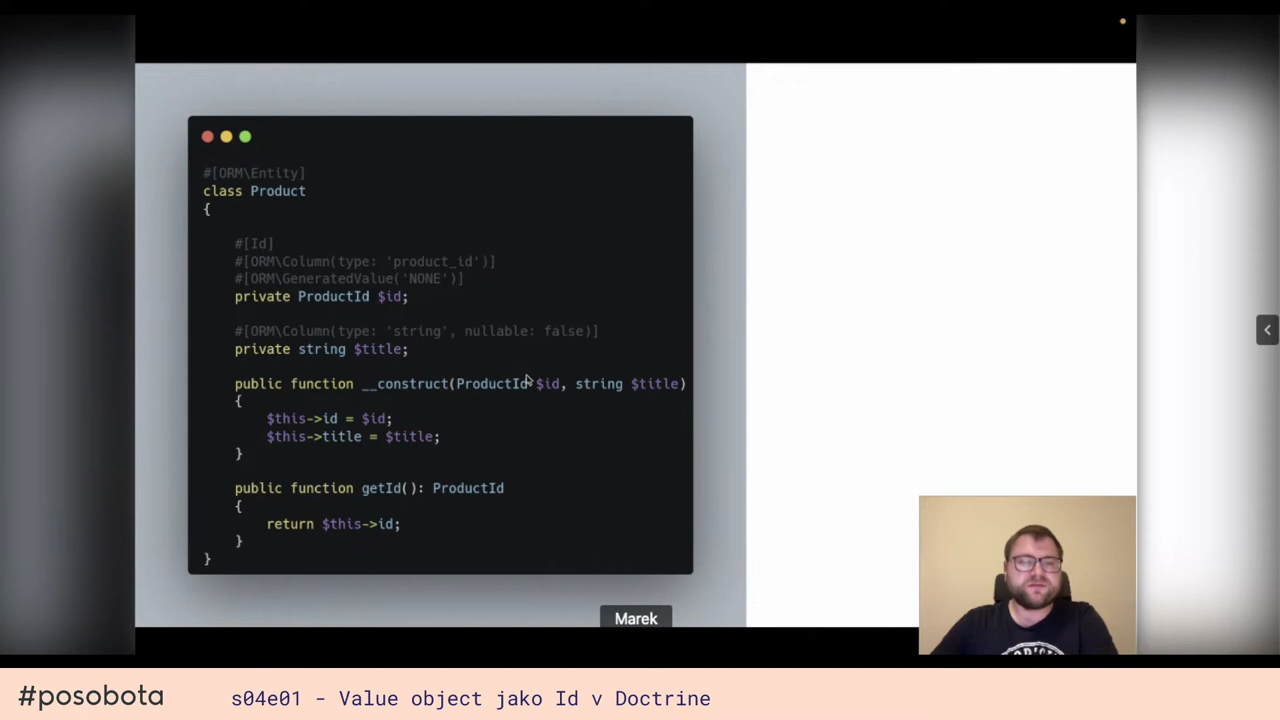 #[ORM\Entity]
class Product
{
#[Id]
#[ORM\Column(type: 'product_id')]
#[ORM\GeneratedValue('NONE')]
private ProductId $id;
#[ORM\Column(type: 'string', nullable: false)]
private string $title;
public function __construct(ProductId $id, string $title)
{
$this->id = $id;
$this->title = $title;
}
public function getId(): ProductId
{
return $this->id;
}
}
Marek
#posobota
s04e01 - Value object jako Id v Doctrine